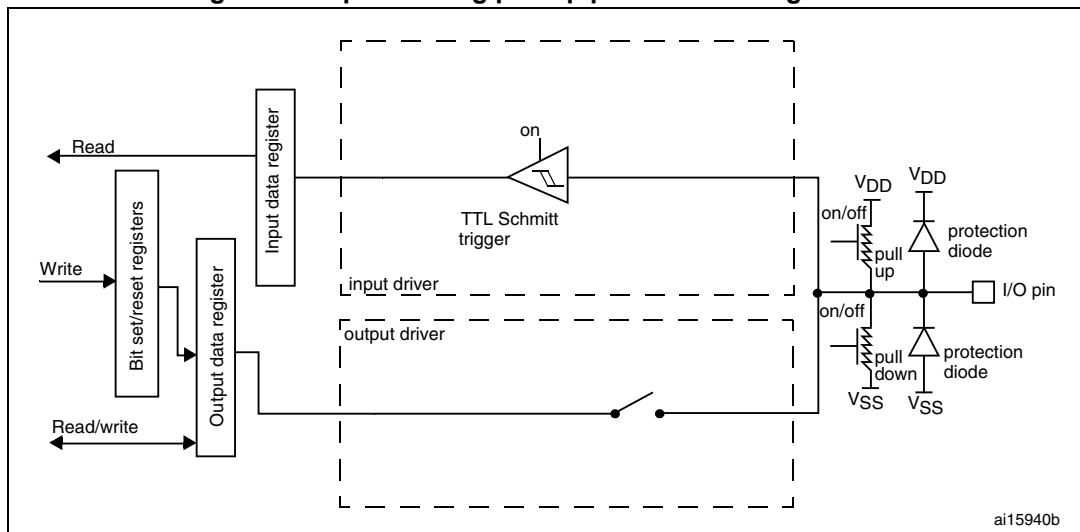 on
Read
Input data register
TTL Schmitt
trigger
input driver
Write
Bit set/reset registers
Output data register
Read/write
output driver
VDD
on/off
pull
up
VDD
protection
diode
I/O pin
on/off
pull
down
VSS
protection
diode
VSS
ai15940b